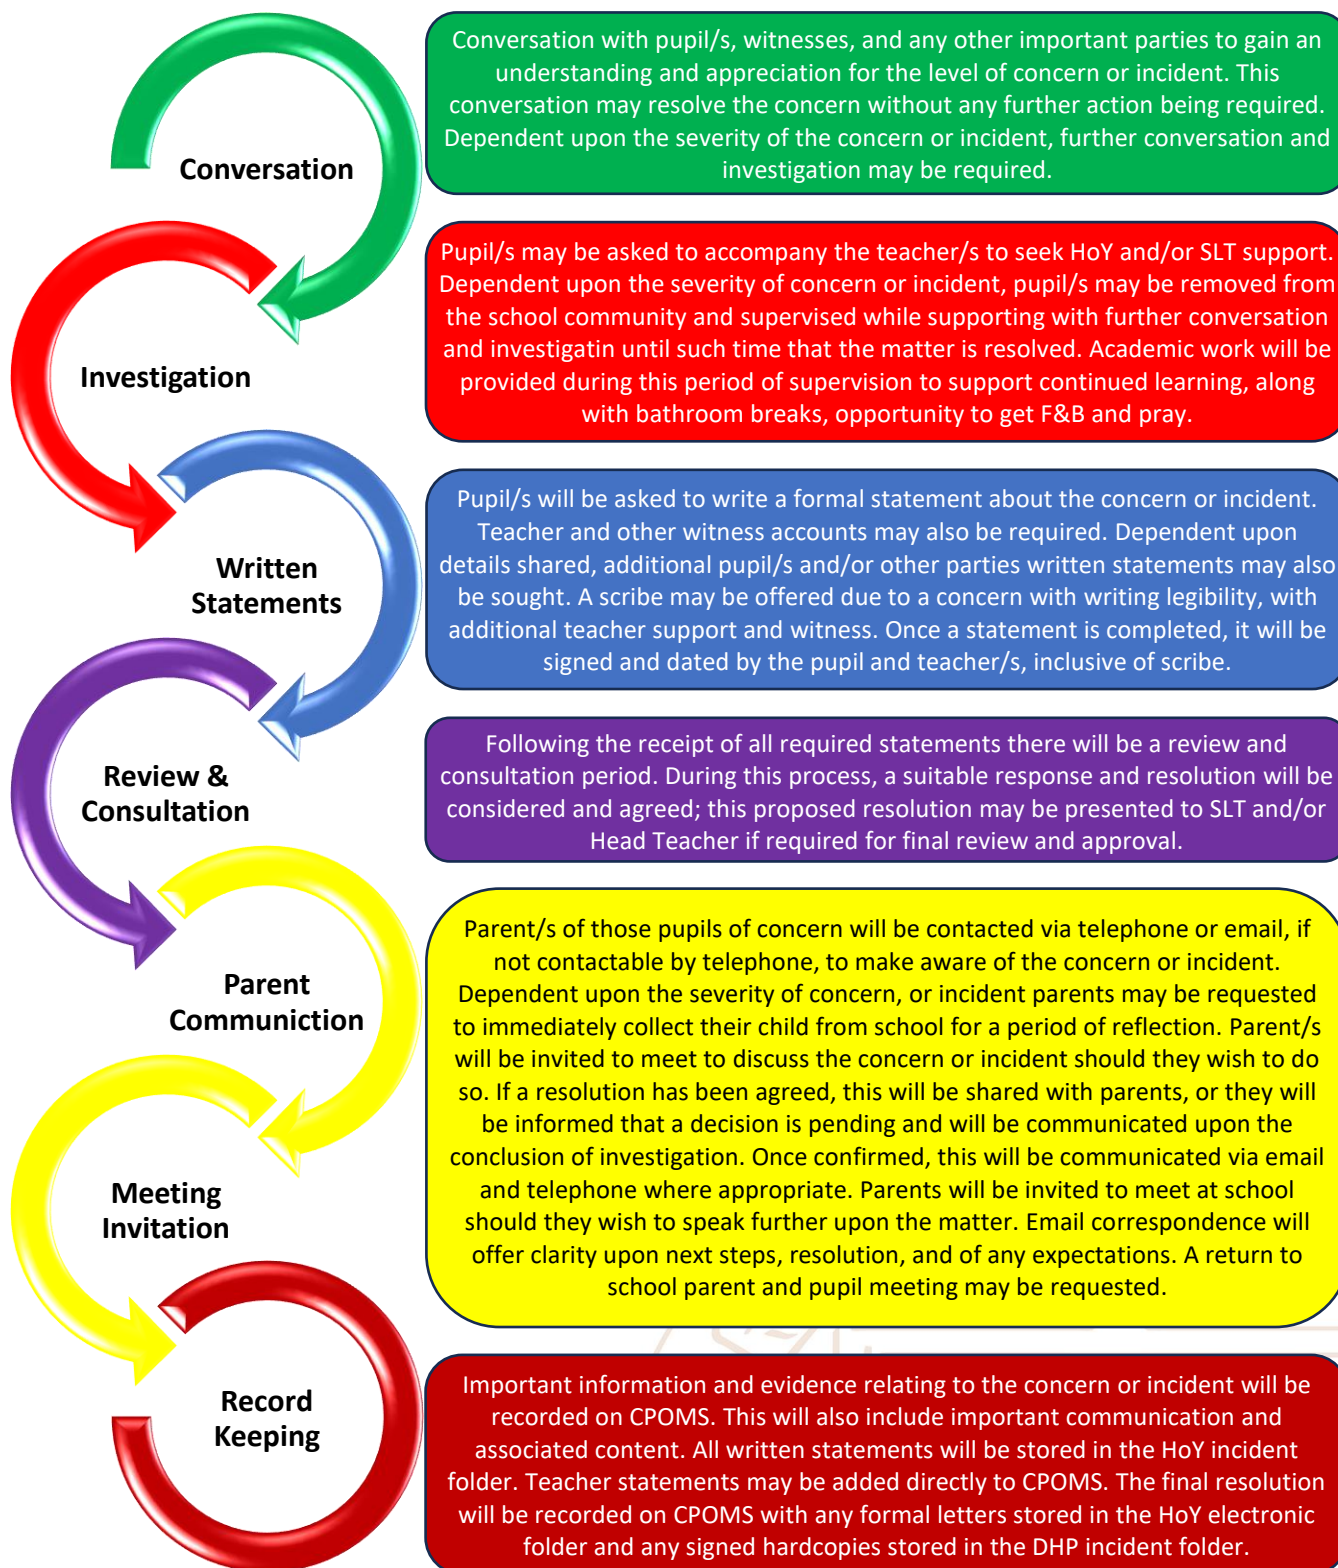 Conversation
Conversation with pupil/s, witnesses, and any other important parties to gain an
understanding and appreciation for the level of concern or incident. This
conversation may resolve the concern without any further action being required.
Dependent upon the severity of the concern or incident, further conversation and
investigation may be required.
Investigation
Pupil/s may be asked to accompany the teacher/s to seek HoY and/or SLT support.
Dependent upon the severity of concern or incident, pupil/s may be removed from
the school community and supervised while supporting with further conversation
and investigatin until such time that the matter is resolved. Academic work will be
provided during this period of supervision to support continued learning, along
with bathroom breaks, opportunity to get F&B and pray.
Written
Statements
Pupil/s will be asked to write a formal statement about the concern or incident.
Teacher and other witness accounts may also be required. Dependent upon
details shared, additional pupil/s and/or other parties written statements may also
be sought. A scribe may be offered due to a concern with writing legibility, with
additional teacher support and witness. Once a statement is completed, it will be
signed and dated by the pupil and teacher/s, inclusive of scribe.
Review &
Consultation
Following the receipt of all required statements there will be a review and
consultation period. During this process, a suitable response and resolution will be
considered and agreed; this proposed resolution may be presented to SLT and/or
Head Teacher if required for final review and approval.
Parent
Communiction
Meeting
Invitation
Parent/s of those pupils of concern will be contacted via telephone or email, if
not contactable by telephone, to make aware of the concern or incident.
Dependent upon the severity of concern, or incident parents may be requested
to immediately collect their child from school for a period of reflection. Parent/s
will be invited to meet to discuss the concern or incident should they wish to do
so. If a resolution has been agreed, this will be shared with parents, or they will
be informed that a decision is pending and will be communicated upon the
conclusion of investigation. Once confirmed, this will be communicated via email
and telephone where appropriate. Parents will be invited to meet at school
should they wish to speak further upon the matter. Email correspondence will
offer clarity upon next steps, resolution, and of any expectations. A return to
school parent and pupil meeting may be requested.
Record
Keeping
Important information and evidence relating to the concern or incident will be
recorded on CPOMS. This will also include important communication and
associated content. All written statements will be stored in the HoY incident
folder. Teacher statements may be added directly to CPOMS. The final resolution
will be recorded on CPOMS with any formal letters stored in the HoY electronic
folder and any signed hardcopies stored in the DHP incident folder.